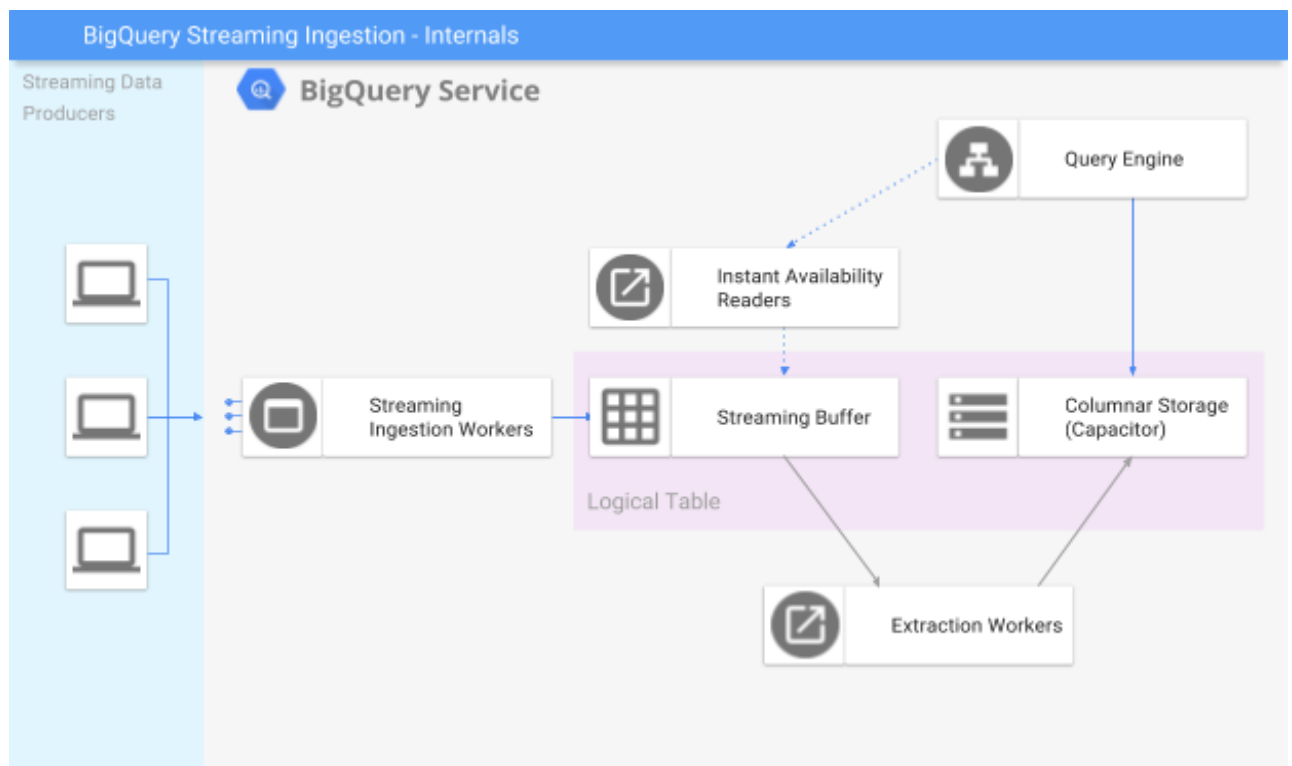 BigQuery Streaming Ingestion - Internals
Streaming Data
Producers
BigQuery Service
Query Engine
Instant Availability
Readers
Streaming
Ingestion Workers
Streaming Buffer
Columnar Storage
(Capacitor)
Logical Table
Extraction Workers